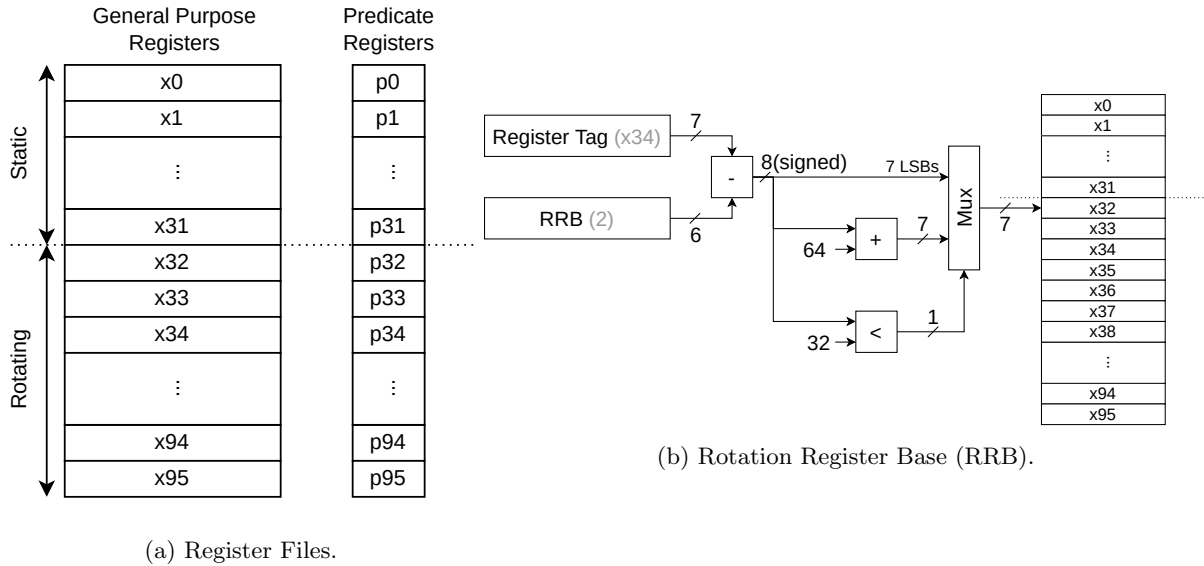 General Purpose
Registers
Predicate
Registers
Static
Rotating
x0
x1
⋮
x31
x32
x33
x34
⋮
x94
x95
p0
p1
⋮
p31
p32
p33
p34
⋮
p94
p95
(a) Register Files.
Register Tag (x34)
7
RRB (2)
6
-
8(signed)
7 LSBs
64
+
7
32
<
1
Mux
7
x0
x1
⋮
x31
x32
x33
x34
x35
x36
x37
x38
⋮
x94
x95
(b) Rotation Register Base (RRB).